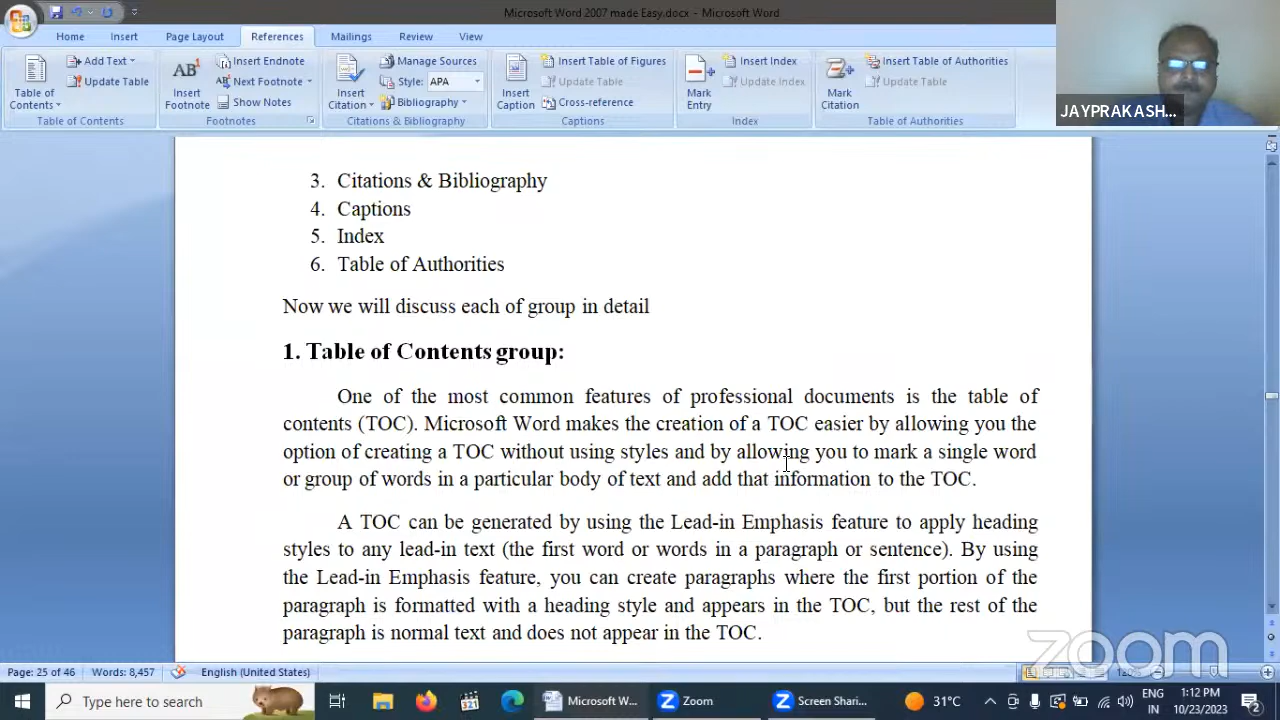 Microsoft Word 2007 made Easy.docx - Microsoft Word
Home Insert Page Layout References Mailings Review View
Table of Contents
Add Text
Update Table
Table of Contents
AB¹
Insert Footnote
Insert Endnote
Next Footnote
Show Notes
Footnotes
Insert Citation
Manage Sources
Style: APA
Bibliography
Citations & Bibliography
Insert Caption
Insert Table of Figures
Update Table
Cross-reference
Captions
Mark Entry
Insert Index
Update Index
Index
Mark Citation
Insert Table of Authorities
Update Table
Table of Authorities
JAYPRAKASH...
3. Citations & Bibliography
4. Captions
5. Index
6. Table of Authorities
Now we will discuss each of group in detail
1. Table of Contents group:
One of the most common features of professional documents is the table of
contents (TOC). Microsoft Word makes the creation of a TOC easier by allowing you the
option of creating a TOC without using styles and by allowing you to mark a single word
or group of words in a particular body of text and add that information to the TOC.
A TOC can be generated by using the Lead-in Emphasis feature to apply heading
styles to any lead-in text (the first word or words in a paragraph or sentence). By using
the Lead-in Emphasis feature, you can create paragraphs where the first portion of the
paragraph is formatted with a heading style and appears in the TOC, but the rest of the
paragraph is normal text and does not appear in the TOC.
zoom
Page: 25 of 46 Words: 8,457 English (United States)
Type here to search
Microsoft W... Zoom Screen Shari... 31°C
ENG
IN
1:12 PM
10/23/2023
2